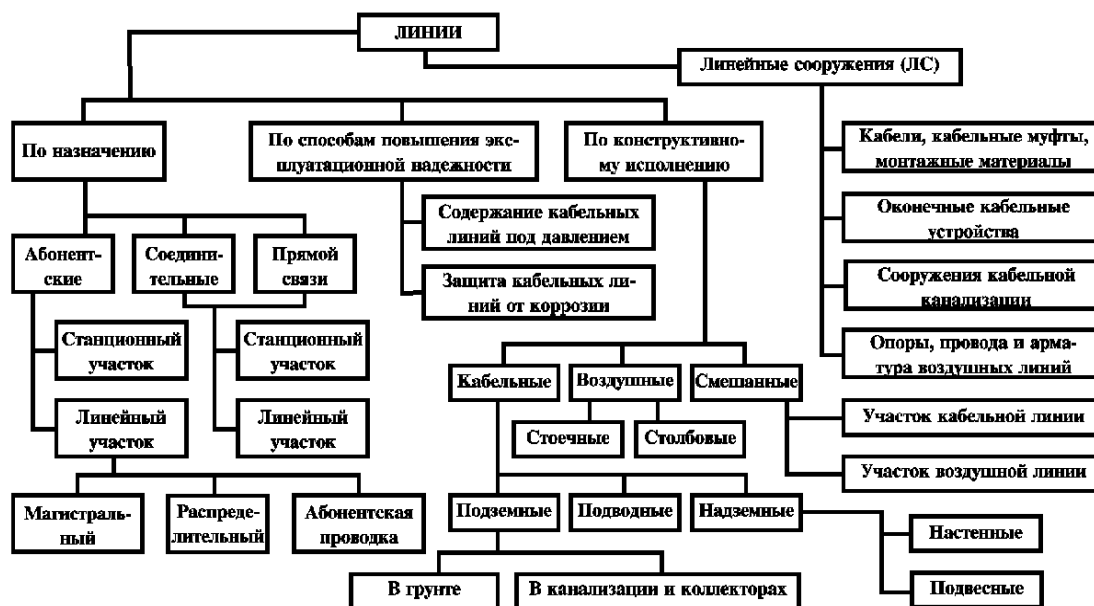 ЛИНИИ
Линейные сооружения (ЛС)
По назначению
По способам повышения экс-
плуатационной вадежности
По конструктивно-
му исполнению
Кабели, кабельные муфты,
монтажные материалы
Оконечные кабельные
устройства
Сооружения кабельной
канализации
Опоры, провода и арма-
тура воздушных линий
Содержание кабельных
линий под давлением
Защита кабельных ли-
ний от коррозии
Абонент-
ские
Соедини-
тельные
Прямой
связи
Станционный
участок
Станционный
участок
Линейный
участок
Линейный
участок
Магистраль-
ный
Распреде-
лительный
Абонентская
проводка
Кабельные
Воздушные
Смешанные
Стоечные
Столбовые
Участок кабельной линии
Участок воздушной линии
Подземные
Подводные
Надземные
Настенные
Подвесные
В грунте
В канализации и коллекторах